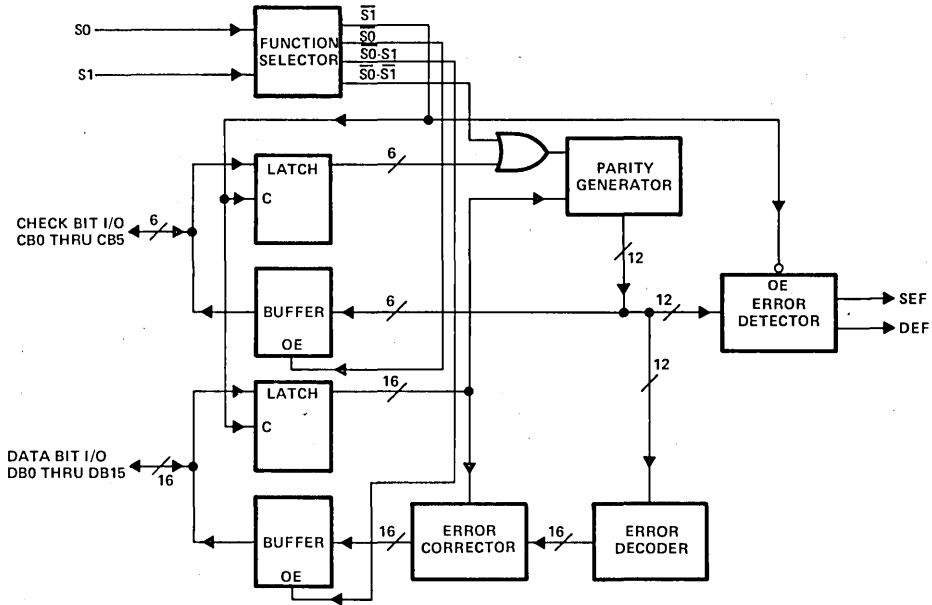 S0
S1
FUNCTION
SELECTOR
S̅1̅
S̅0̅
S0·S1
S̅0̅·S̅1̅
LATCH
C
6
PARITY
GENERATOR
CHECK BIT I/O
CB0 THRU CB5
6
12
BUFFER
OE
6
12
OE
ERROR
DETECTOR
SEF
DEF
LATCH
C
16
12
DATA BIT I/O
DB0 THRU DB15
16
BUFFER
OE
16
ERROR
CORRECTOR
16
ERROR
DECODER